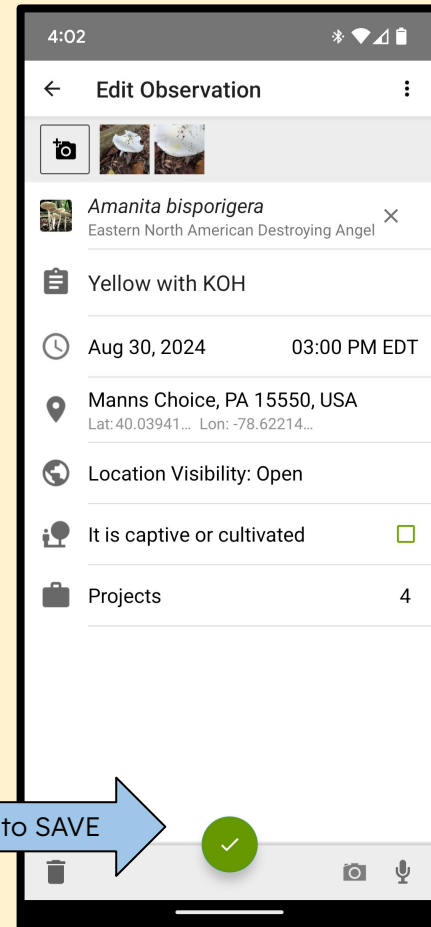 4:02
Edit Observation
Amanita bisporigera
Eastern North American Destroying Angel
Yellow with KOH
Aug 30, 2024 03:00 PM EDT
Manns Choice, PA 15550, USA
Lat: 40.03941... Lon: -78.62214...
Location Visibility: Open
It is captive or cultivated
Projects 4
to SAVE